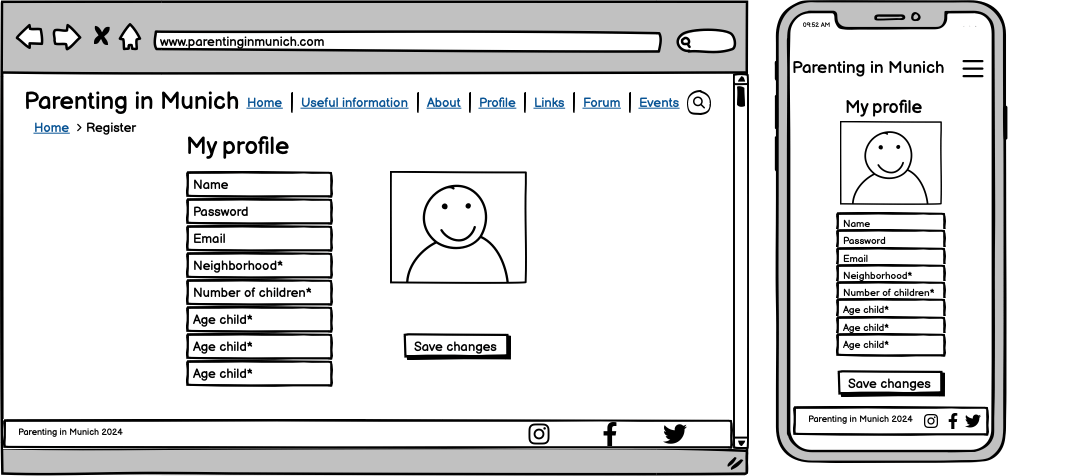 www.parentinginmunich.com
Parenting in Munich Home Useful information About Profile Links Forum Events
Home > Register
My profile
Name
Password
Email
Neighborhood*
Number of children*
Age child*
Age child*
Age child*
Save changes
Parenting in Munich 2024
09:52 AM
Parenting in Munich
My profile
Name
Password
Email
Neighborhood*
Number of children*
Age child*
Age child*
Age child*
Save changes
Parenting in Munich 2024